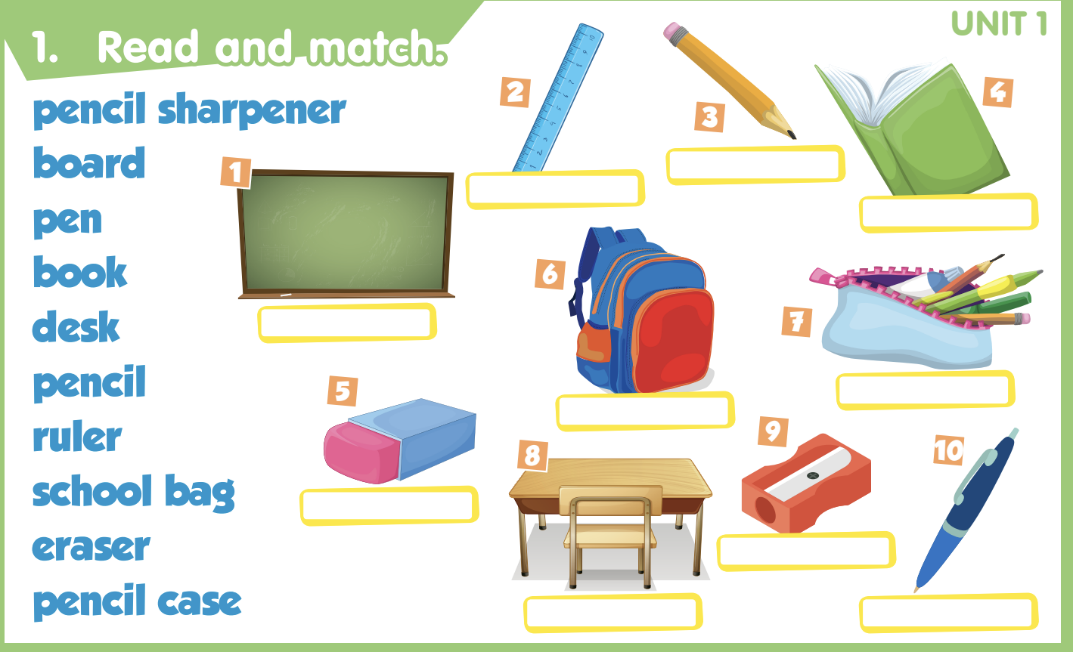 1. Read and match.
UNIT 1
pencil sharpener
board
pen
book
desk
pencil
ruler
school bag
eraser
pencil case
1
2
3
4
5
6
7
8
9
10